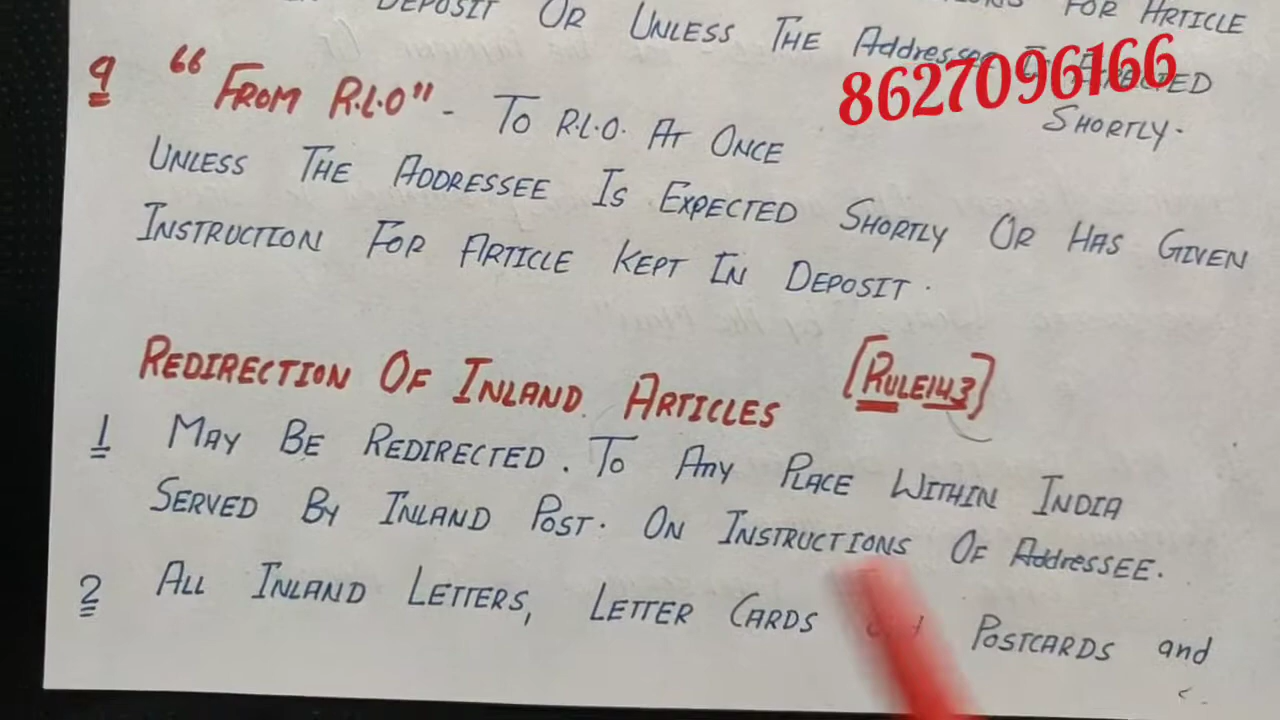 DEPOSIT OR UNLESS THE Addressee FOR ARTICLE
8627096166
SHORTLY.
9 "FROM R.L.O" - TO R.L.O. AT ONCE
UNLESS THE ADDRESSEE IS EXPECTED SHORTLY OR HAS GIVEN
INSTRUCTION FOR ARTICLE KEPT IN DEPOSIT.
REDIRECTION OF INLAND ARTICLES [RULE143]
1 MAY BE REDIRECTED. TO ANY PLACE WITHIN INDIA
SERVED BY INLAND POST. ON INSTRUCTIONS OF AddressEE.
2 ALL INLAND LETTERS, LETTER CARDS POSTCARDS and